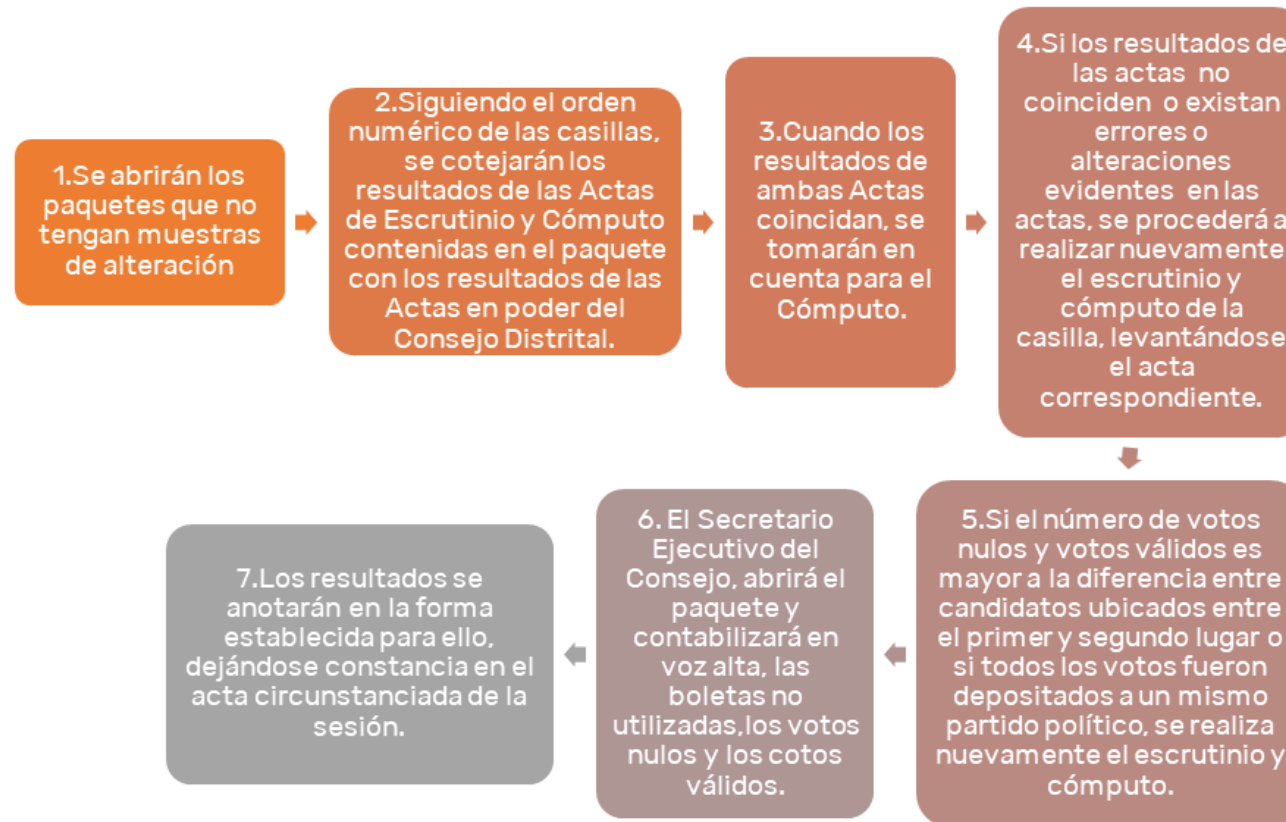 1.Se abrirán los
paquetes que no
tengan muestras
de alteración
2.Siguiendo el orden
numérico de las casillas,
se cotejarán los
resultados de las Actas
de Escrutinio y Cómputo
contenidas en el paquete
con los resultados de las
Actas en poder del
Consejo Distrital.
3.Cuando los
resultados de
ambas Actas
coincidan, se
tomarán en
cuenta para el
Cómputo.
4.Si los resultados de
las actas no
coinciden o existan
errores o
alteraciones
evidentes en las
actas, se procederá a
realizar nuevamente
el escrutinio y
cómputo de la
casilla, levantándose
el acta
correspondiente.
5.Si el número de votos
nulos y votos válidos es
mayor a la diferencia entre
candidatos ubicados entre
el primer y segundo lugar o
si todos los votos fueron
depositados a un mismo
partido político, se realiza
nuevamente el escrutinio y
cómputo.
6. El Secretario
Ejecutivo del
Consejo, abrirá el
paquete y
contabilizará en
voz alta, las
boletas no
utilizadas,los votos
nulos y los cotos
válidos.
7.Los resultados se
anotarán en la forma
establecida para ello,
dejándose constancia en el
acta circunstanciada de la
sesión.